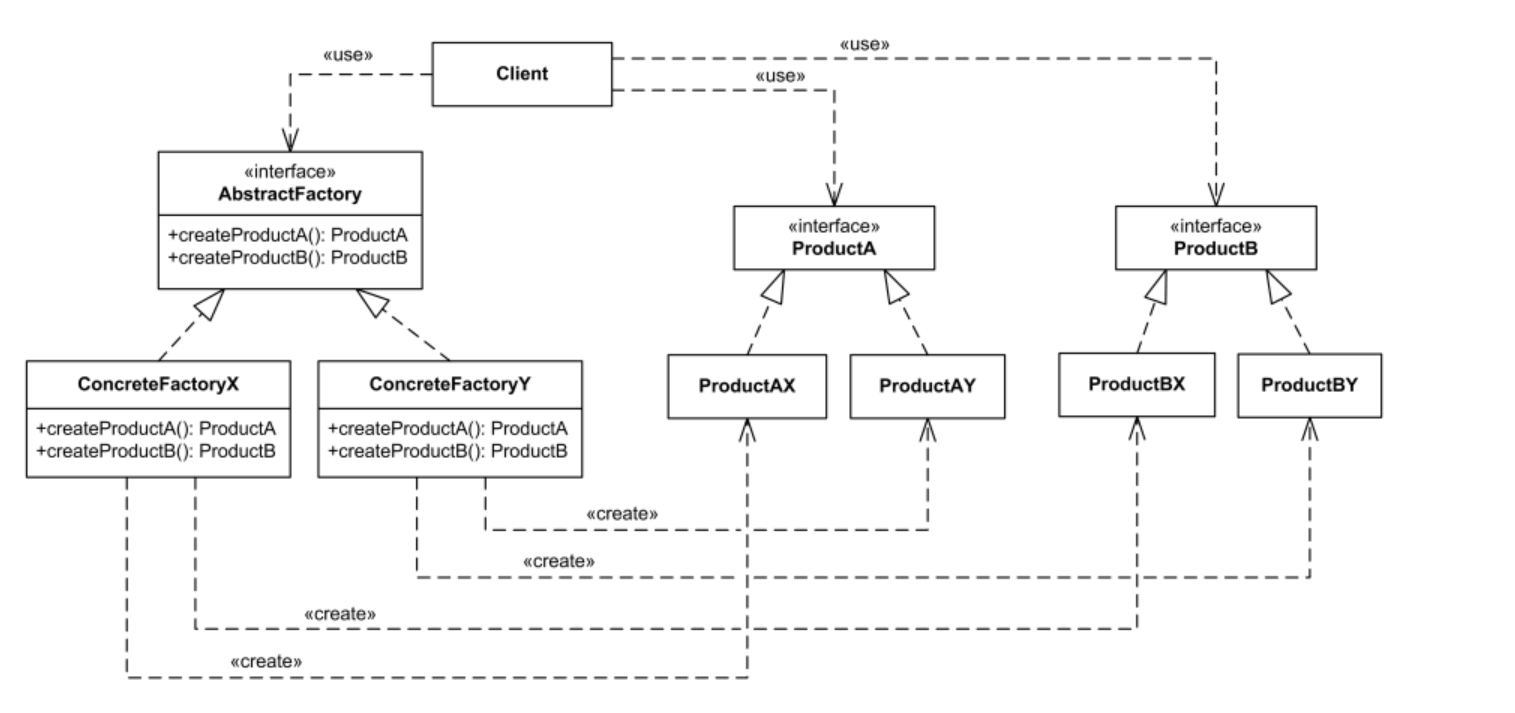 «use»
Client
«use»
«use»
«interface»
AbstractFactory
+createProductA(): ProductA
+createProductB(): ProductB
«interface»
ProductA
«interface»
ProductB
ConcreteFactoryX
+createProductA(): ProductA
+createProductB(): ProductB
ConcreteFactoryY
+createProductA(): ProductA
+createProductB(): ProductB
ProductAX
ProductAY
ProductBX
ProductBY
«create»
«create»
«create»
«create»